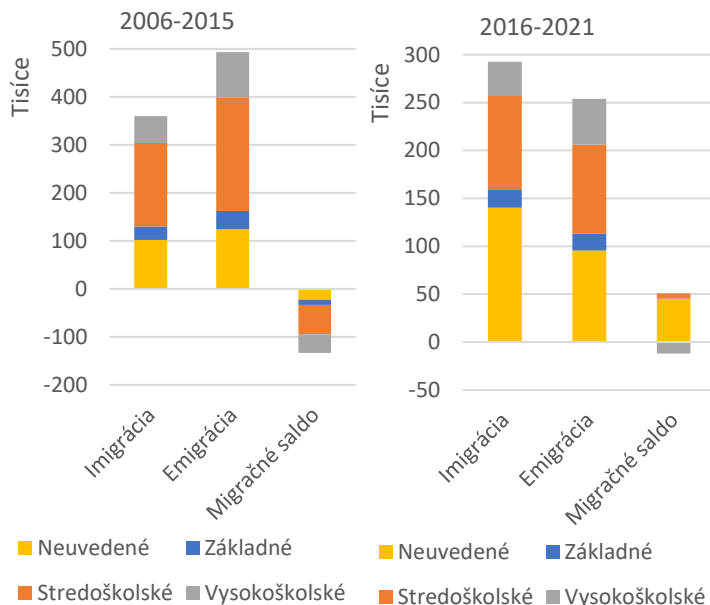 2006-2015
Tisíce
500
400
300
200
100
0
-100
-200
Imigrácia
Emigrácia
Migračné saldo
Neuvedené
Základné
Stredoškolské
Vysokoškolské
2016-2021
Tisíce
300
250
200
150
100
50
0
-50
Imigrácia
Emigrácia
Migračné saldo
Neuvedené
Základné
Stredoškolské
Vysokoškolské